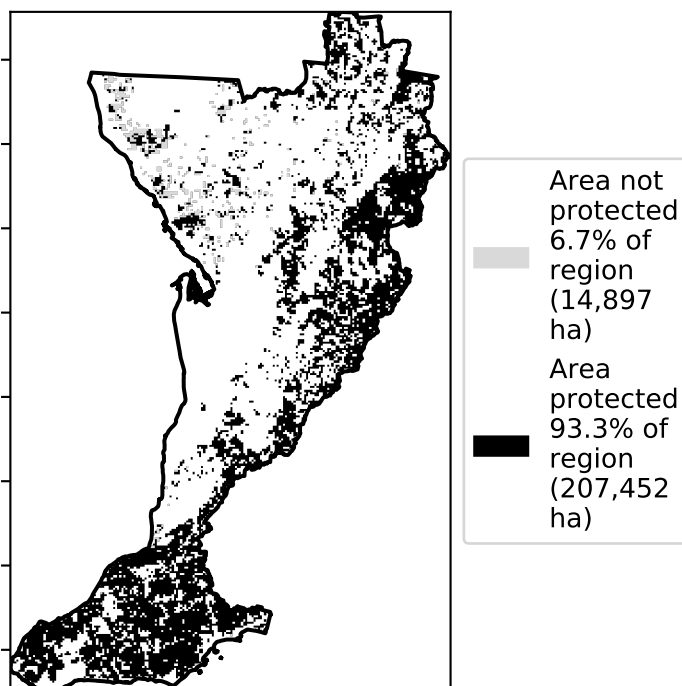 Area not
protected
6.7% of
region
(14,897
ha)
Area
protected
93.3% of
region
(207,452
ha)